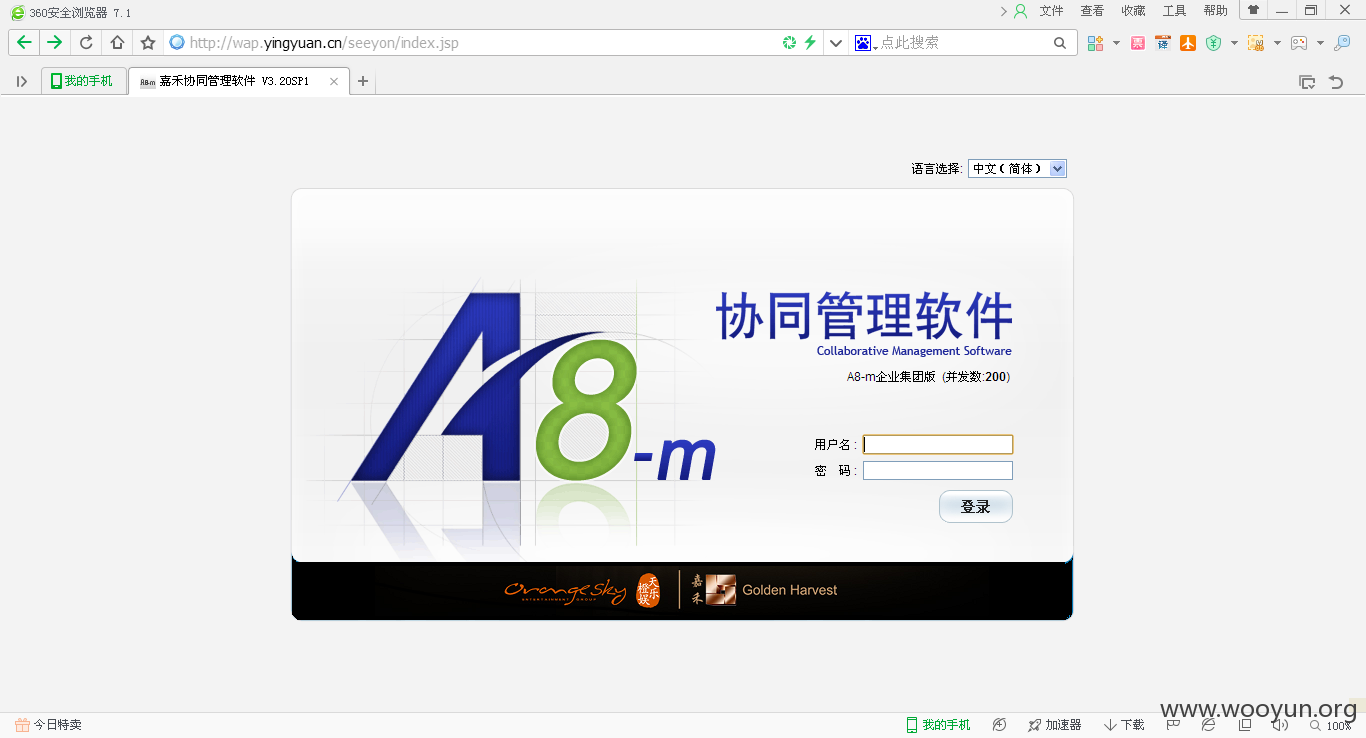 360安全浏览器 7.1
文件 查看 收藏 工具 帮助
http://wap.yingyuan.cn/seeyon/index.jsp
点此搜索
我的手机
A8-m 嘉禾协同管理软件 V3.20SP1
语言选择: 中文（简体）
协同管理软件
Collaborative Management Software
A8-m企业集团版 (并发数:200)
A8-m
用户名：
密 码：
登录
orange sky
ENTERTAINMENT GROUP
天乐橙娱
嘉禾
Golden Harvest
今日特卖
我的手机
加速器
下载
100%
www.wooyun.org